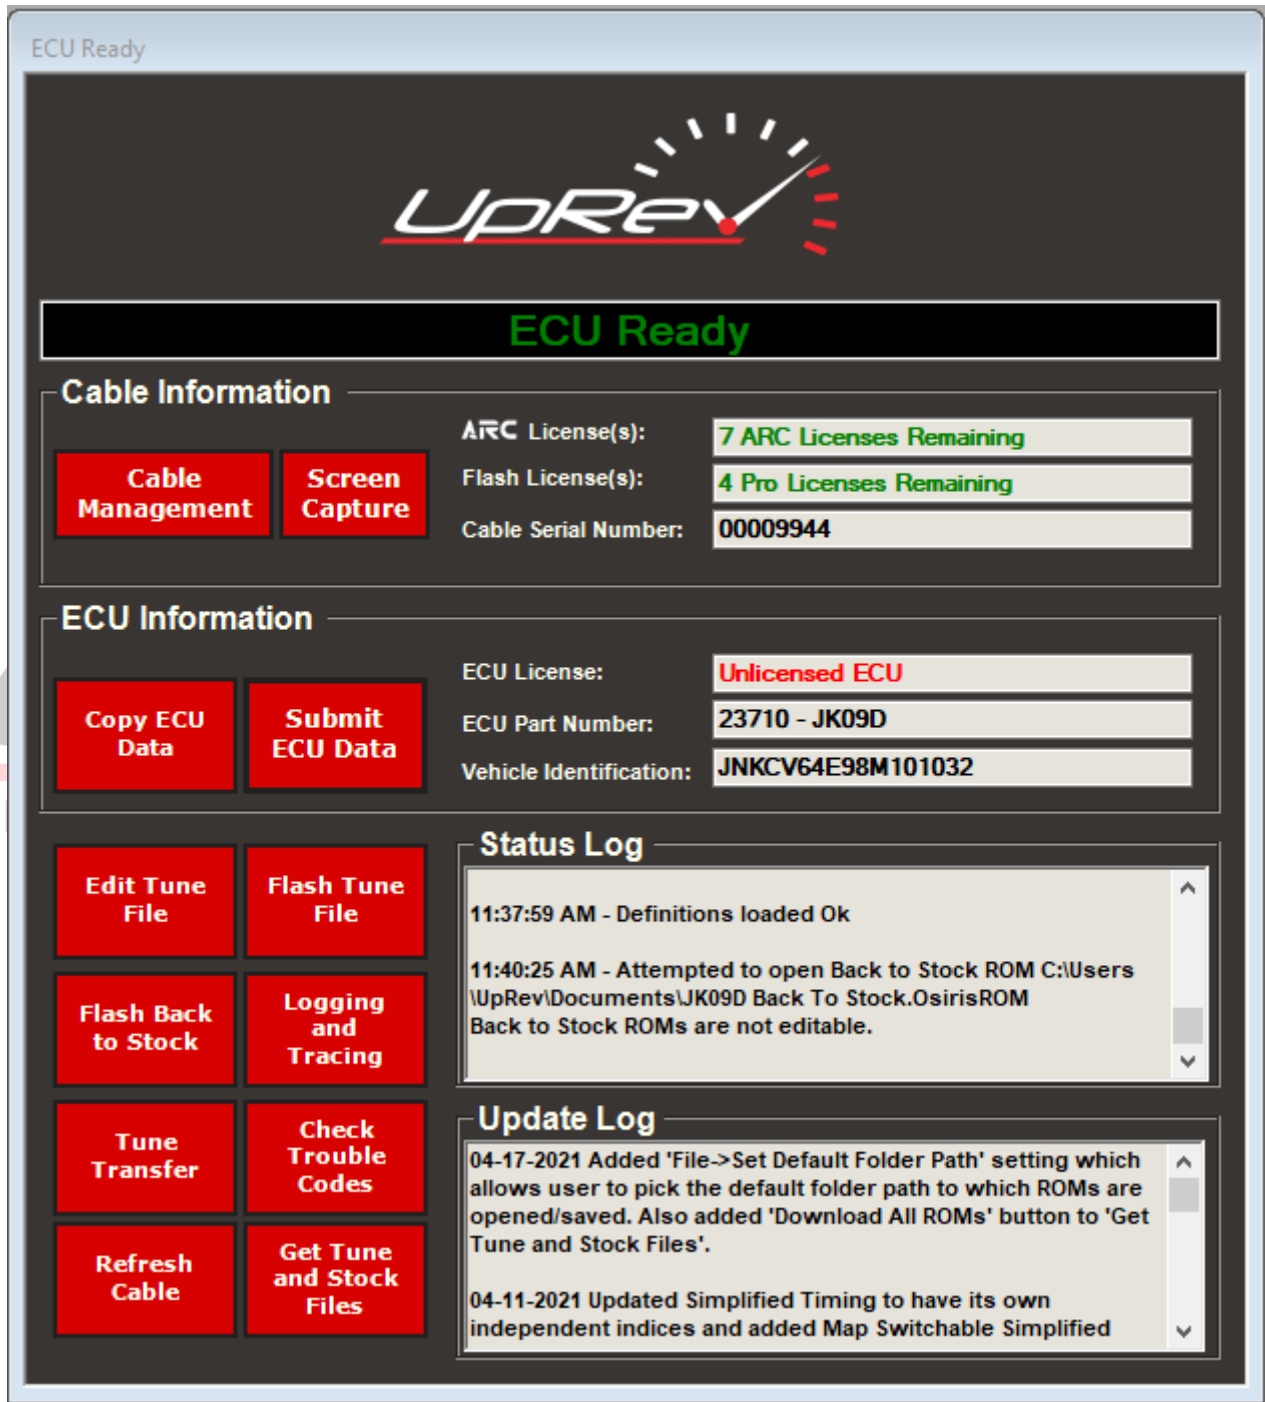 ECU Ready
UpRev
ECU Ready
Cable Information
Cable
Management
Screen
Capture
ARC License(s):
7 ARC Licenses Remaining
Flash License(s):
4 Pro Licenses Remaining
Cable Serial Number:
00009944
ECU Information
Copy ECU
Data
Submit
ECU Data
ECU License:
Unlicensed ECU
ECU Part Number:
23710 - JK09D
Vehicle Identification:
JNKCV64E98M101032
Edit Tune
File
Flash Tune
File
Flash Back
to Stock
Logging
and
Tracing
Tune
Transfer
Check
Trouble
Codes
Refresh
Cable
Get Tune
and Stock
Files
Status Log
11:37:59 AM - Definitions loaded Ok
11:40:25 AM - Attempted to open Back to Stock ROM C:\Users
\UpRev\Documents\JK09D Back To Stock.OsirisROM
Back to Stock ROMs are not editable.
Update Log
04-17-2021 Added 'File->Set Default Folder Path' setting which
allows user to pick the default folder path to which ROMs are
opened/saved. Also added 'Download All ROMs' button to 'Get
Tune and Stock Files'.
04-11-2021 Updated Simplified Timing to have its own
independent indices and added Map Switchable Simplified